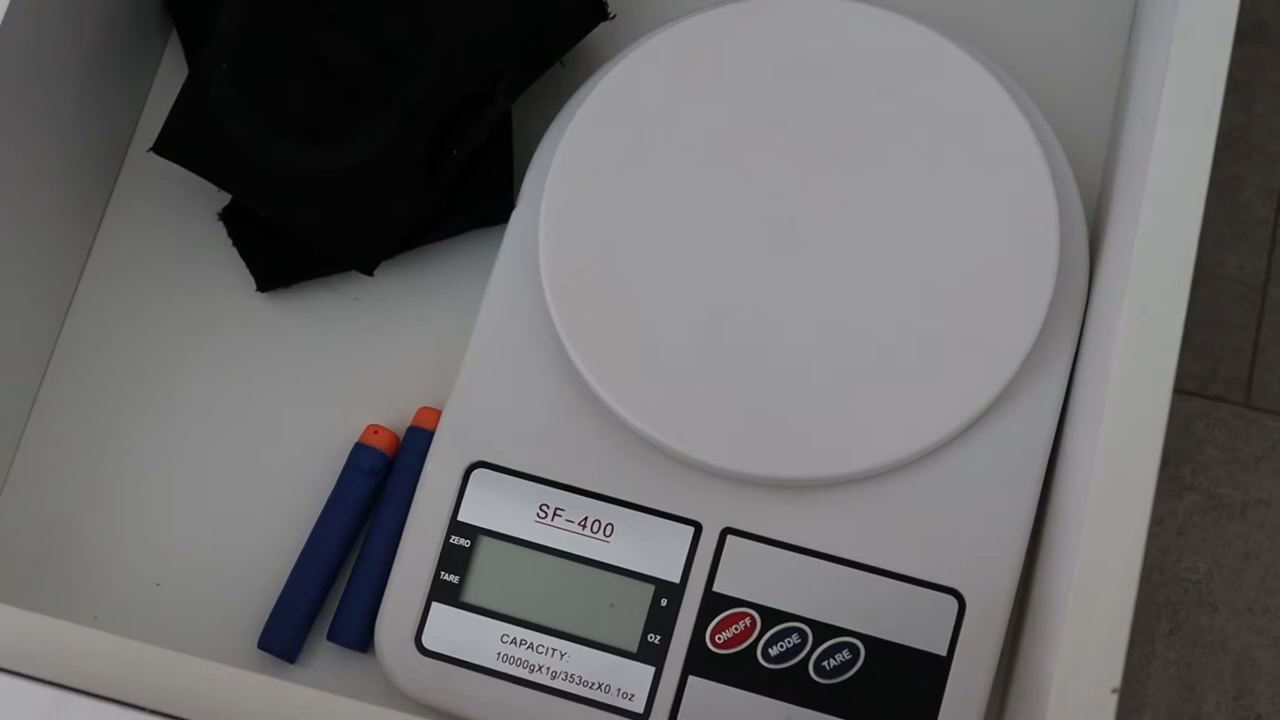 SF-400
ZERO
TARE
g
oz
CAPACITY:
10000gX1g/353ozX0.1oz
ON/OFF
MODE
TARE